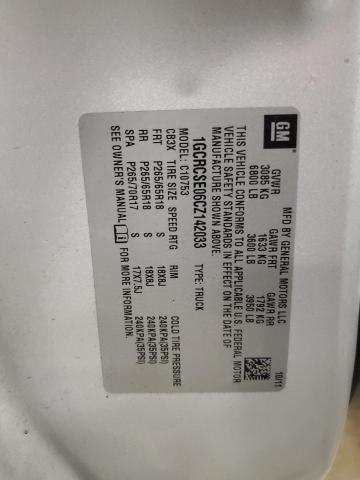 GM
MFD BY GENERAL MOTORS LLC
10/11
GVWR GAWR FRT GAWR RR
3085 KG 1633 KG 1792 KG
6800 LB 3600 LB 3950 LB
THIS VEHICLE CONFORMS TO ALL APPLICABLE U.S. FEDERAL MOTOR
VEHICLE SAFETY STANDARDS IN EFFECT ON THE DATE OF
MANUFACTURE SHOWN ABOVE.
1GCRCSE06CZ142033 TYPE: TRUCK
C10753
CB3X TIRE SIZE SPEED RTG RIM COLD TIRE PRESSURE
FRT P265/65R18 S 18X8J 240KPA(35PSI)
RR P265/65R18 S 18X8J 240KPA(35PSI)
SPA P265/70R17 S 17X7.5J 240KPA(35PSI)
SEE OWNER'S MANUAL FOR MORE INFORMATION.